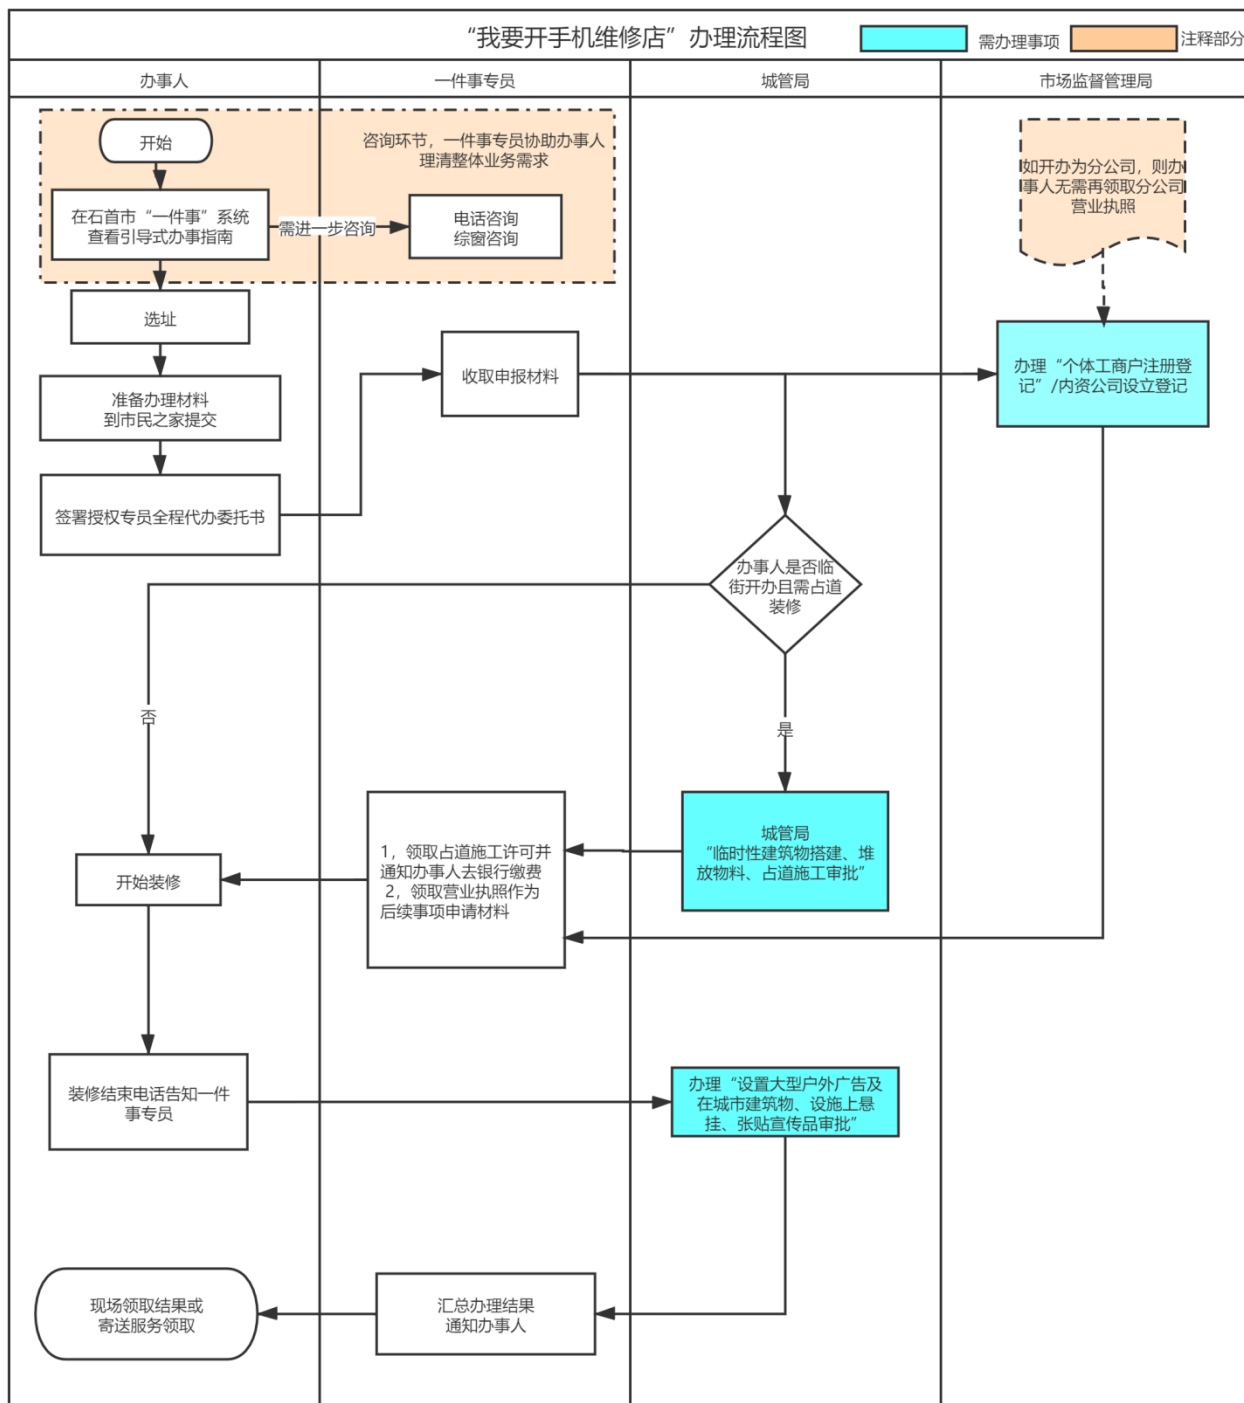 “我要开手机维修店”办理流程图
需办理事项
注释部分
办事人
一件事专员
城管局
市场监督管理局
开始
咨询环节，一件事专员协助办事人
理清整体业务需求
如开办为分公司，则办
事人无需再领取分公司
营业执照
在石首市“一件事”系统
查看引导式办事指南
需进一步咨询
电话咨询
综窗咨询
选址
收取申报材料
办理“个体工商户注册登
记”/内资公司设立登记
准备办理材料
到市民之家提交
签署授权专员全程代办委托书
办事人是否临
街开办且需占道
装修
否
是
城管局
“临时性建筑物搭建、堆
放物料、占道施工审批”
1，领取占道施工许可并
通知办事人去银行缴费
2，领取营业执照作为
后续事项申请材料
开始装修
装修结束电话告知一件
事专员
办理“设置大型户外广告及
在城市建筑物、设施上悬
挂、张贴宣传品审批”
现场领取结果或
寄送服务领取
汇总办理结果
通知办事人